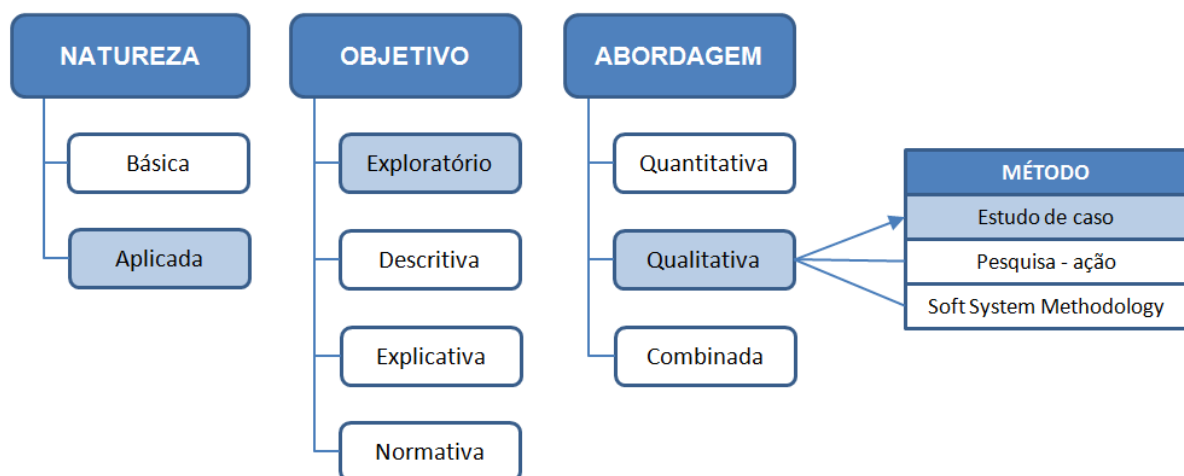 NATUREZA
Básica
Aplicada
OBJETIVO
Exploratório
Descritiva
Explicativa
Normativa
ABORDAGEM
Quantitativa
Qualitativa
Combinada
MÉTODO
Estudo de caso
Pesquisa - ação
Soft System Methodology